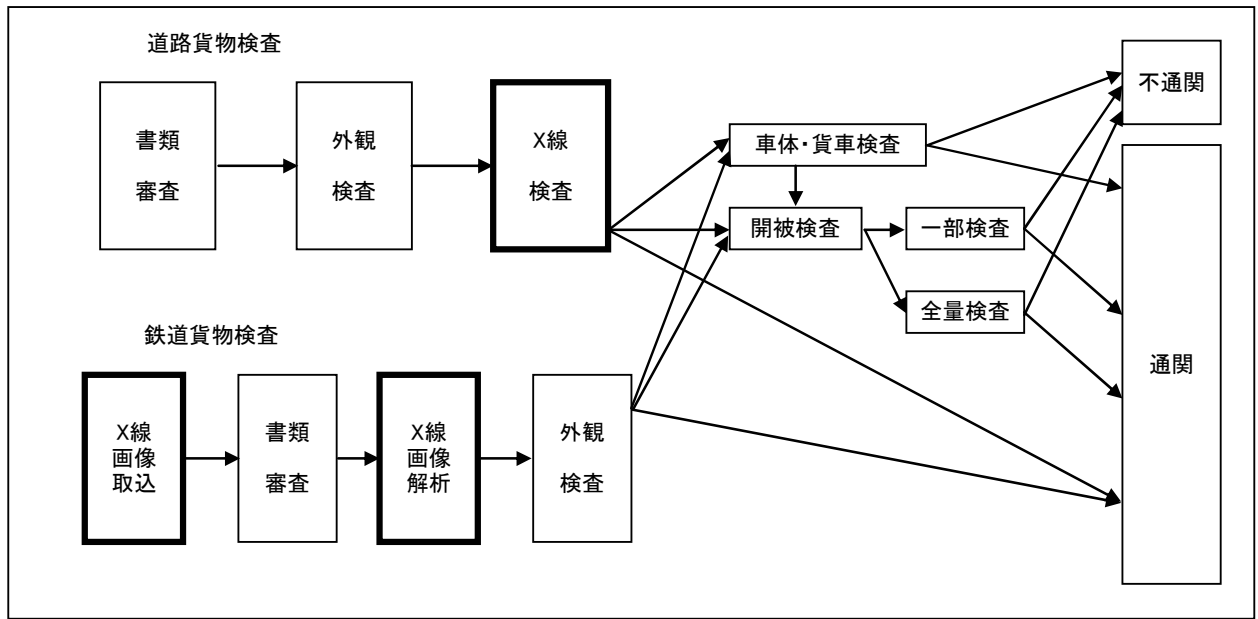 道路貨物検査
書類
審査
外観
検査
X線
検査
車体・貨車検査
開被検査
一部検査
全量検査
不通関
通関
鉄道貨物検査
X線
画像
取込
書類
審査
X線
画像
解析
外観
検査